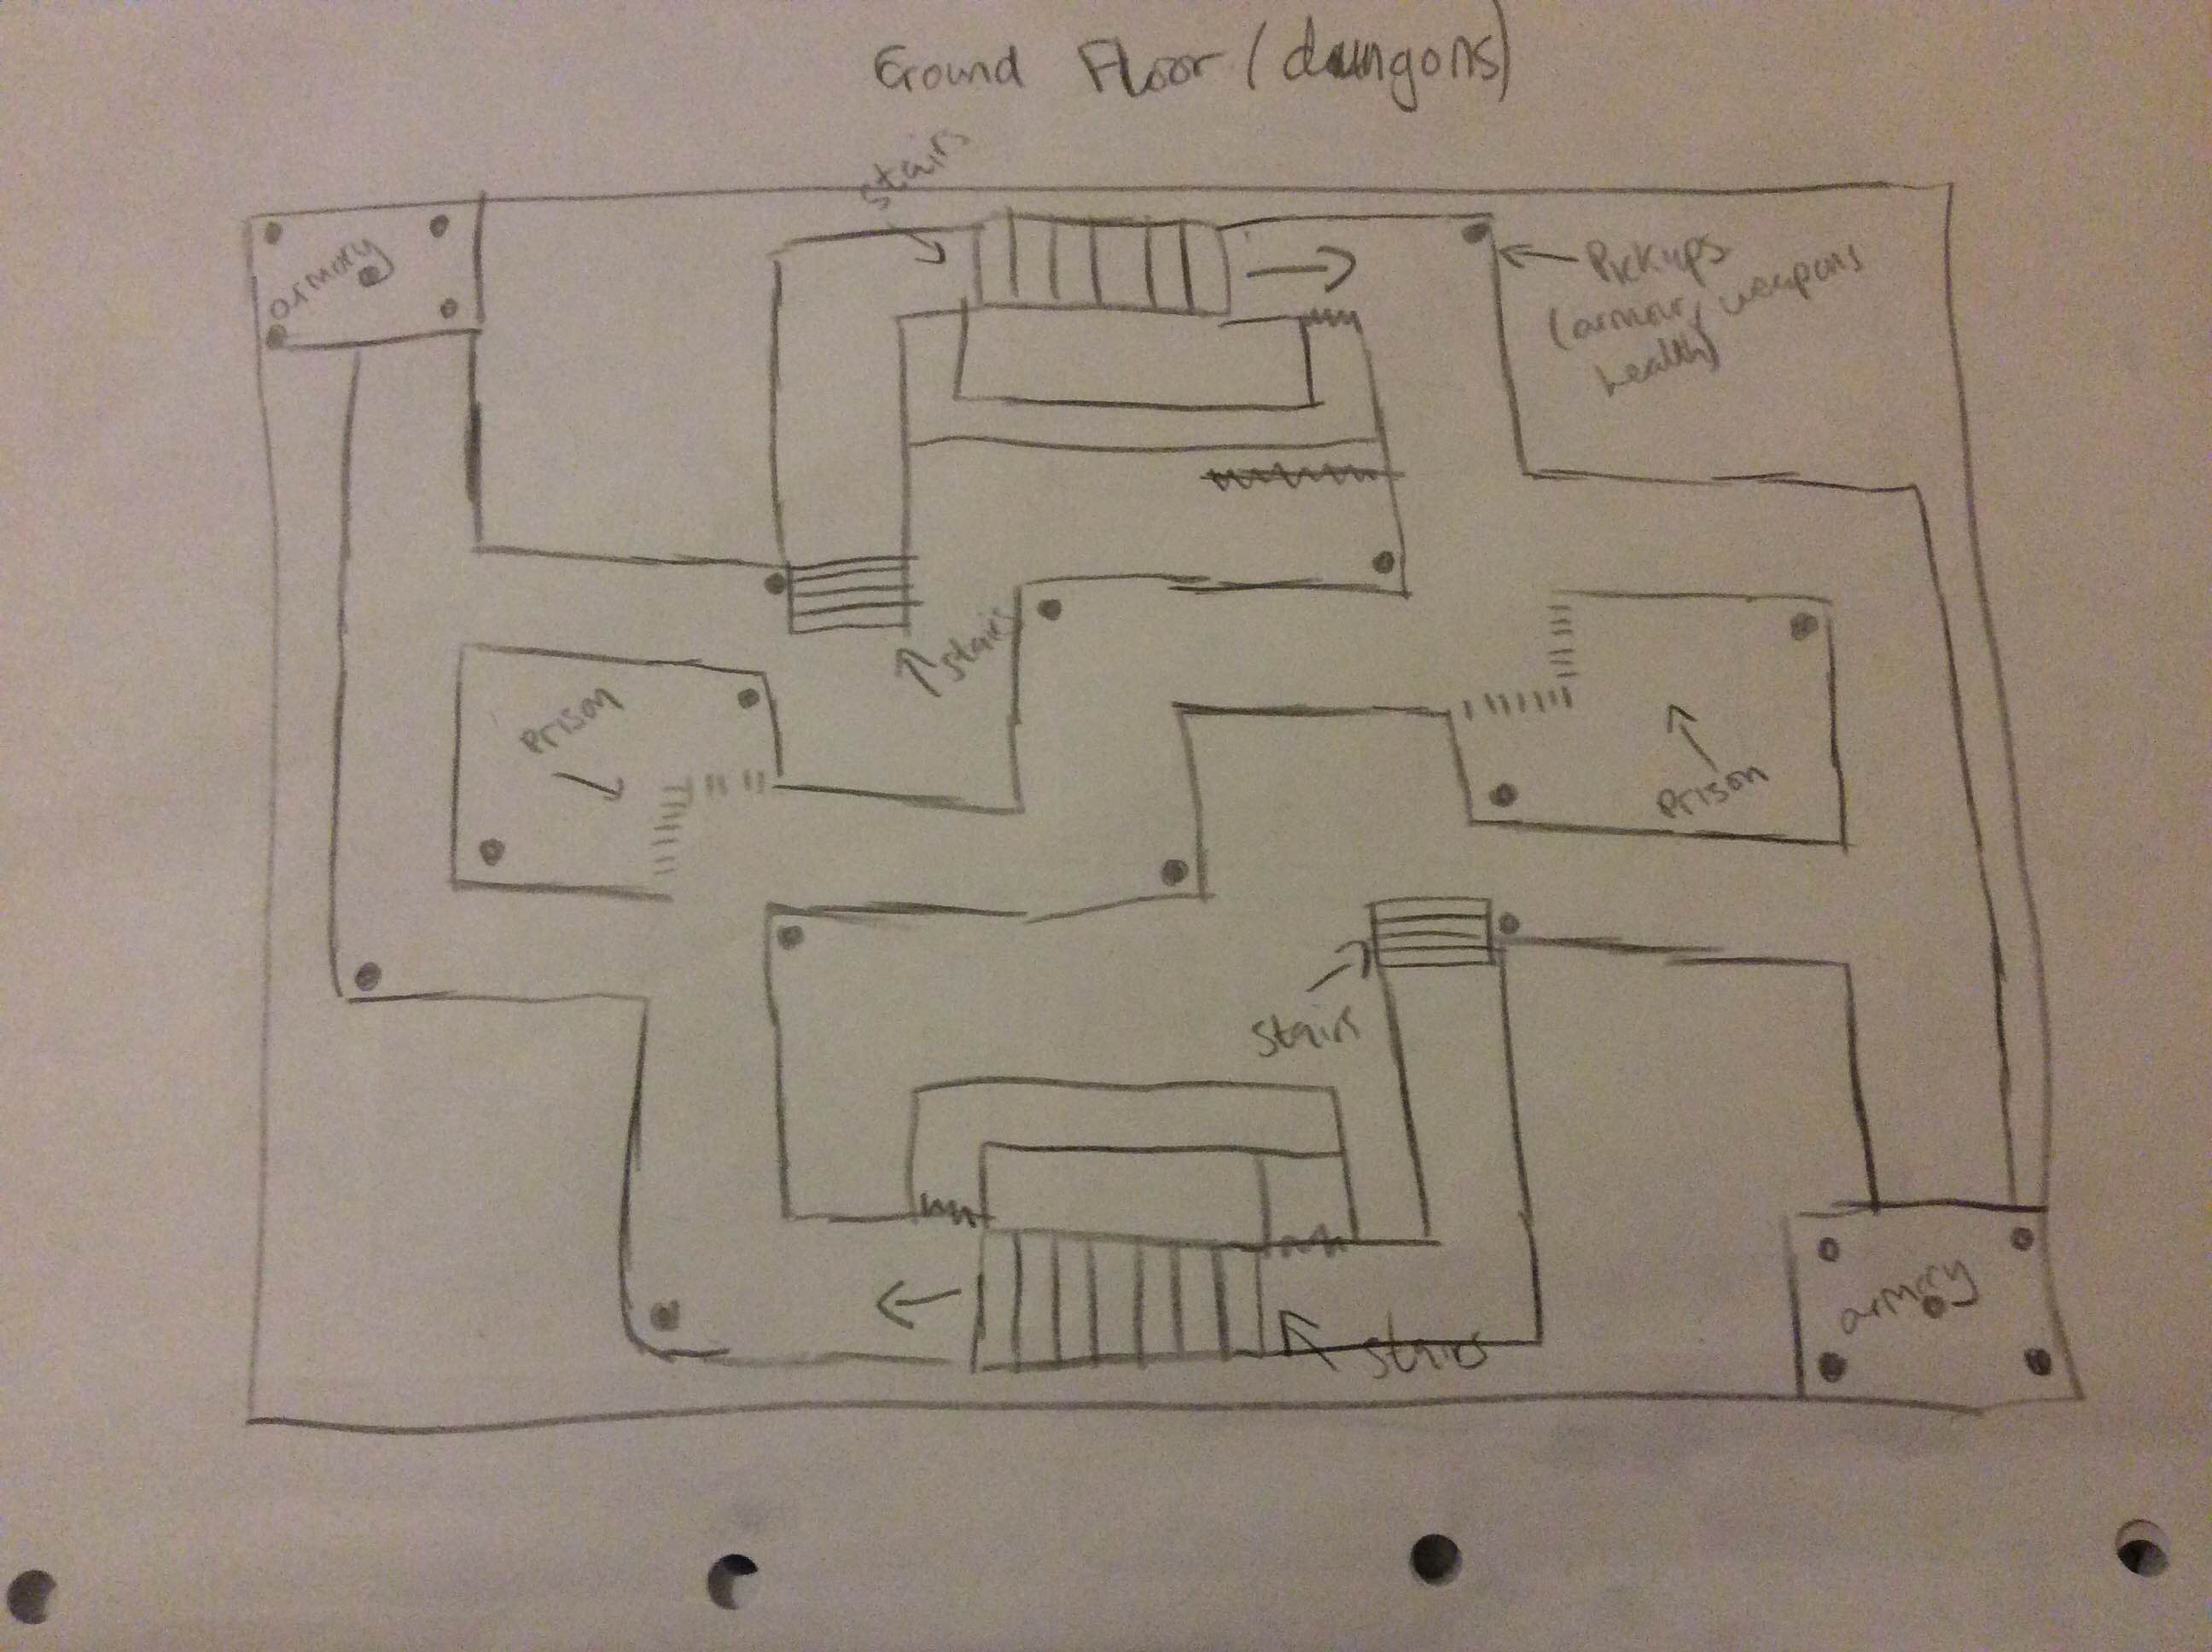 Ground Floor (dungons)
stairs
armory
Pickups
(armour, weapons
health)
stairs
Prison
Prison
stairs
armory
stairs